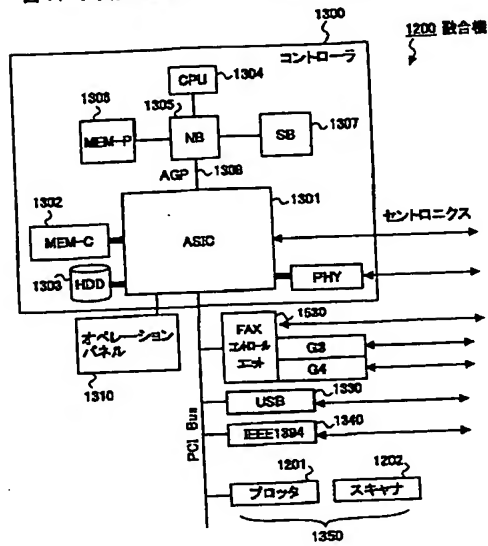 1300
1200 融合機
コントローラ
CPU
1304
1305
1306
MEM-P
NB
SB
1307
AGP
1308
1302
1301
MEM-C
ASIC
セントロニクス
1303
HDD
PHY
オペレーション
パネル
1310
FAX
コントロール
ユニット
1530
G3
G4
USB
1330
IEEE1394
1340
PCI Bus
1201
1202
プロッタ
スキャナ
1350